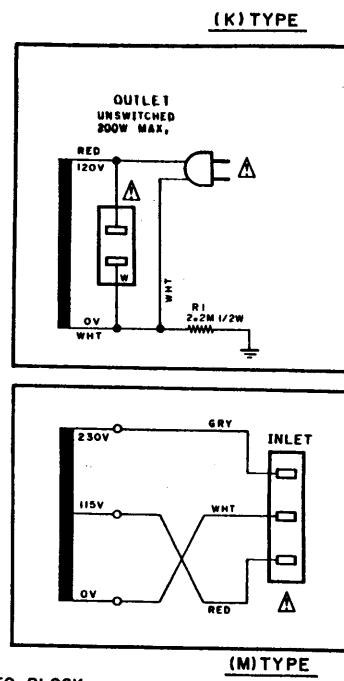 (K) TYPE
OUTLET
UNSWITCHED
200W MAX,
RED
120V
W
WHT
R1
2.2M 1/2W
0V
WHT
230V
GRY
INLET
115V
WHT
0V
RED
(M) TYPE